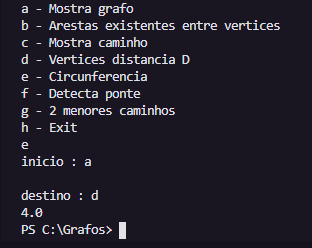 a - Mostra grafo
b - Arestas existentes entre vertices
c - Mostra caminho
d - Vertices distancia D
e - Circunferencia
f - Detecta ponte
g - 2 menores caminhos
h - Exit
e
inicio : a
destino : d
4.0
PS C:\Grafos>